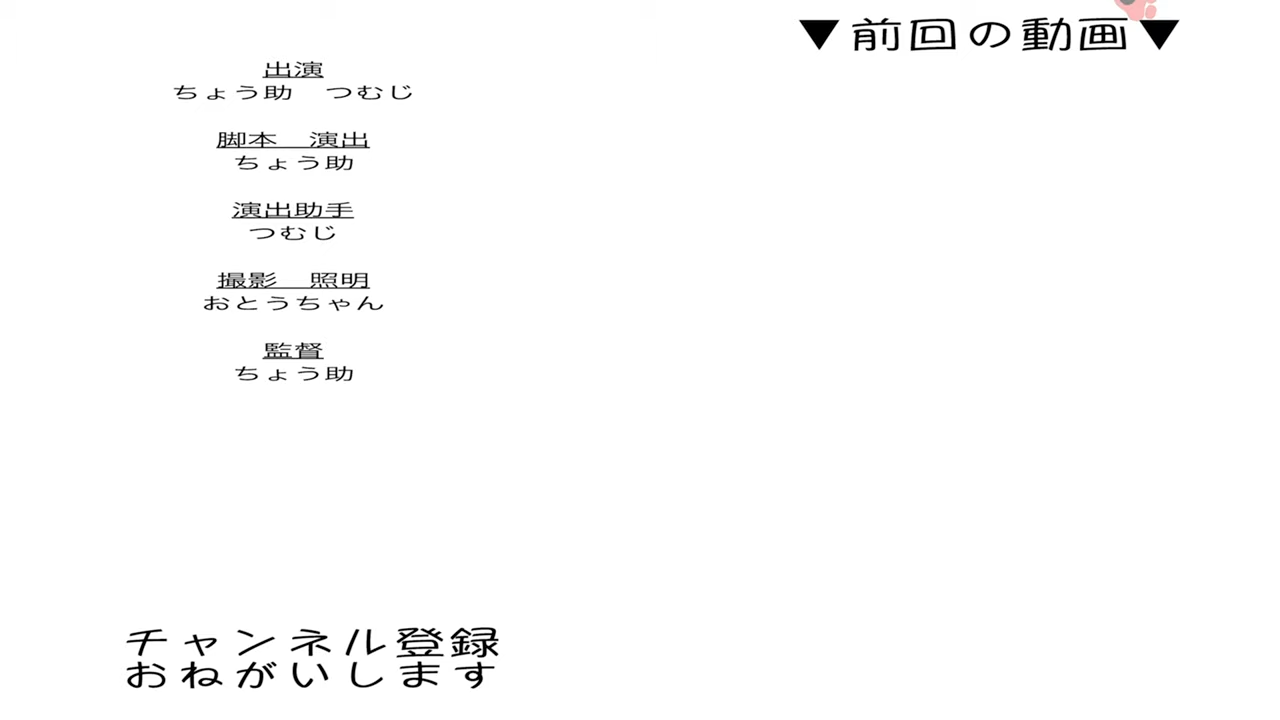 ▼前回の動画▼
出演
ちょう助　つむじ
脚本　演出
ちょう助
演出助手
つむじ
撮影　照明
おとうちゃん
監督
ちょう助
チャンネル登録
おねがいします